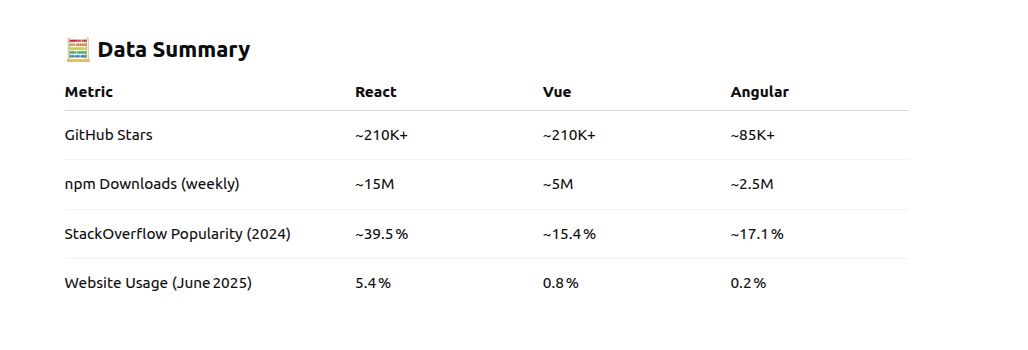 🧮 Data Summary
Metric React Vue Angular
GitHub Stars ~210K+ ~210K+ ~85K+
npm Downloads (weekly) ~15M ~5M ~2.5M
StackOverflow Popularity (2024) ~39.5 % ~15.4 % ~17.1 %
Website Usage (June 2025) 5.4 % 0.8 % 0.2 %